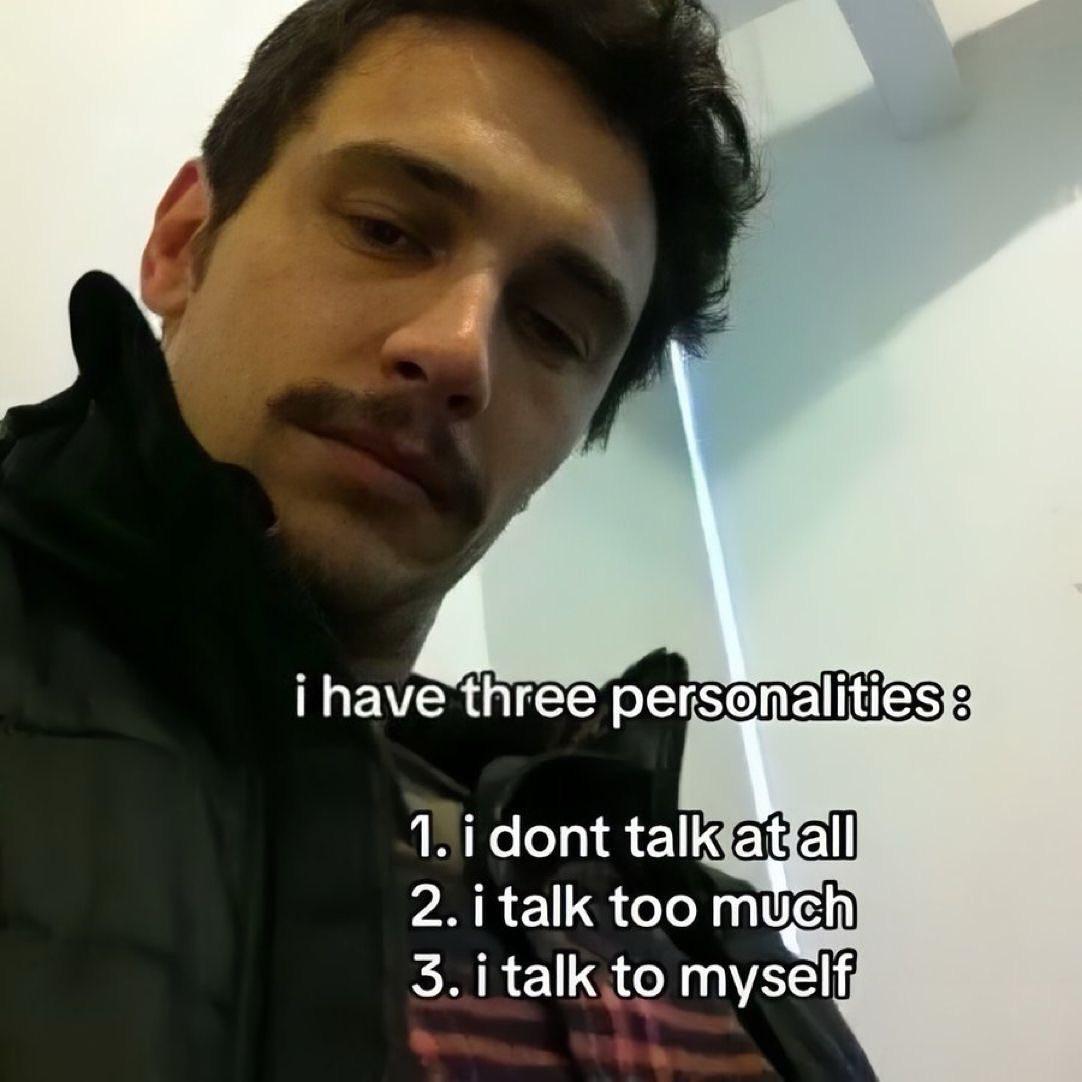 i have three personalities :
1. i dont talk at all
2. i talk too much
3. i talk to myself